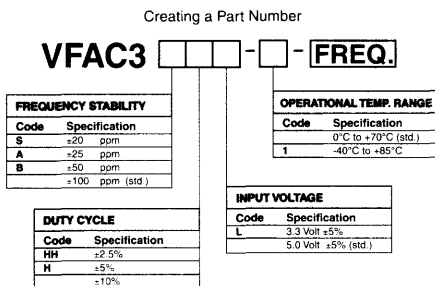 Creating a Part Number
VFAC3 - - FREQ.
FREQUENCY STABILITY
Code Specification
S ±20 ppm
A ±25 ppm
B ±50 ppm
±100 ppm (std.)
OPERATIONAL TEMP. RANGE
Code Specification
0°C to +70°C (std.)
1 -40°C to +85°C
DUTY CYCLE
Code Specification
HH ±2.5%
H ±5%
±10%
INPUT VOLTAGE
Code Specification
L 3.3 Volt ±5%
5.0 Volt ±5% (std.)